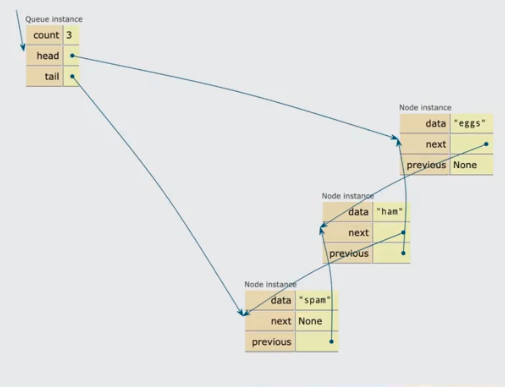 Queue instance
count 3
head
tail
Node instance
data "eggs"
next
previous None
Node instance
data "ham"
next
previous
Node instance
data "spam"
next None
previous